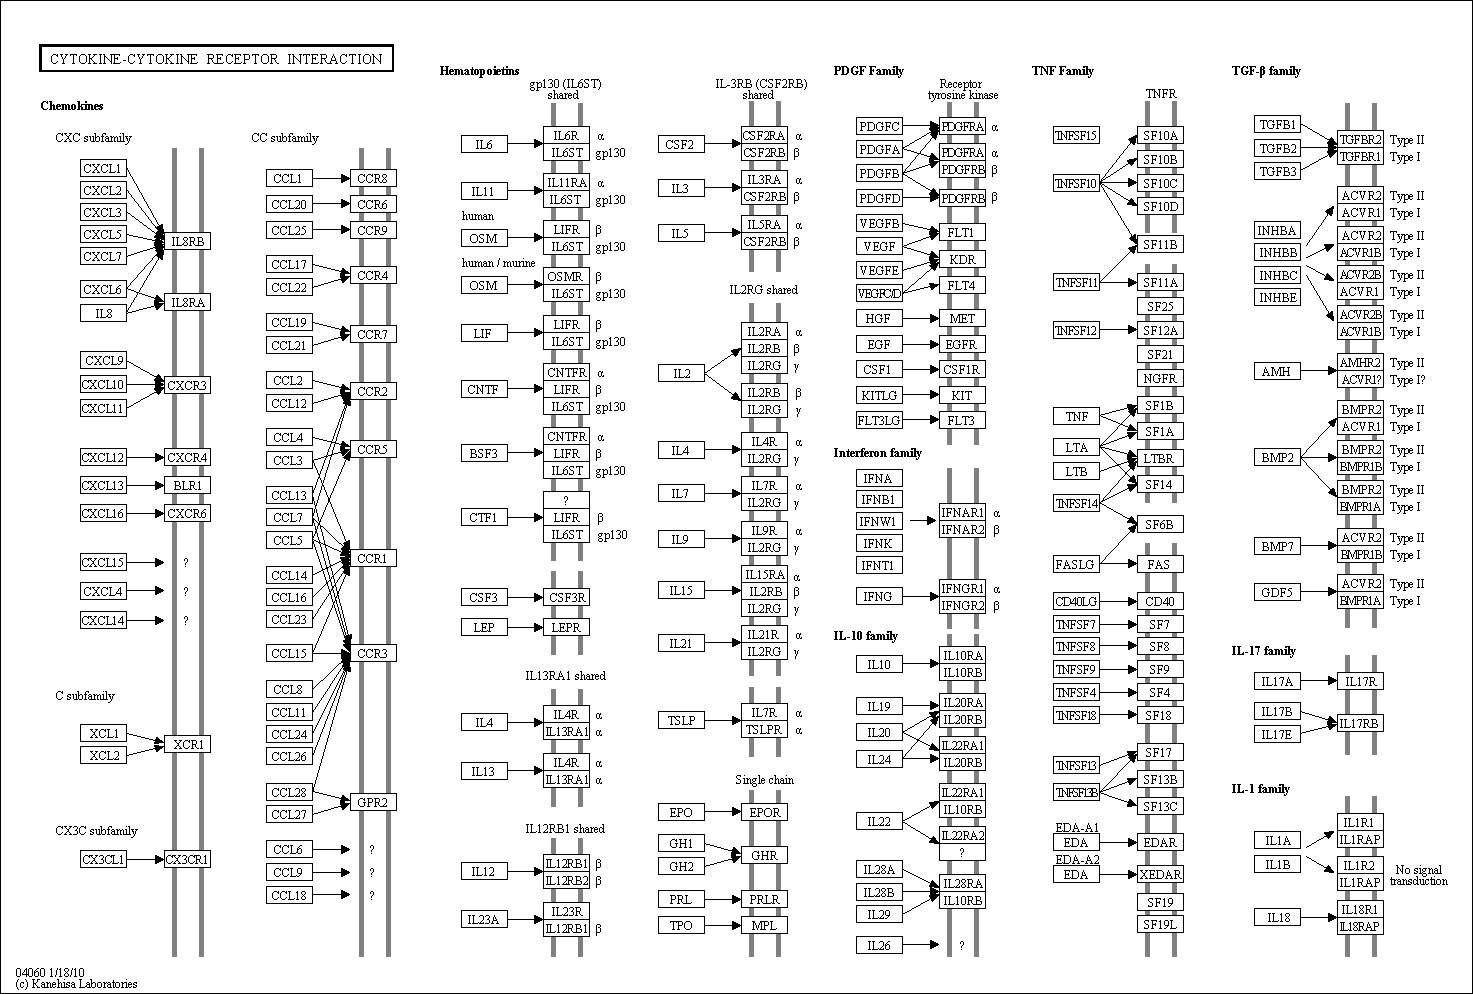 CYTOKINE-CYTOKINE RECEPTOR INTERACTION
Chemokines
CXC subfamily
CXCL1
CXCL2
CXCL3
CXCL5
CXCL7
IL8RB
CXCL6
IL8
IL8RA
CXCL9
CXCL10
CXCL11
CXCR3
CXCL12
CXCR4
CXCL13
BLR1
CXCL16
CXCR6
CXCL15
?
CXCL4
?
CXCL14
?
C subfamily
XCL1
XCL2
XCR1
CX3C subfamily
CX3CL1
CX3CR1
CC subfamily
CCL1
CCR8
CCL20
CCR6
CCL25
CCR9
CCL17
CCL22
CCR4
CCL19
CCL21
CCR7
CCL2
CCL12
CCR2
CCL4
CCL3
CCR5
CCL13
CCL7
CCL5
CCR1
CCL14
CCL16
CCL23
CCL15
CCR3
CCL8
CCL11
CCL24
CCL26
CCL28
CCL27
GPR2
CCL6
?
CCL9
?
CCL18
?
Hematopoietins
gp130 (IL6ST)
shared
IL6
IL6R α
IL6ST gp130
IL11
IL11RA α
IL6ST gp130
human
OSM
LIFR β
IL6ST gp130
human / murine
OSM
OSMR β
IL6ST gp130
LIF
LIFR β
IL6ST gp130
CNTF
CNTFR α
LIFR β
IL6ST gp130
BSF3
CNTFR α
LIFR β
IL6ST gp130
CTF1
?
LIFR β
IL6ST gp130
CSF3
CSF3R
LEP
LEPR
IL13RA1 shared
IL4
IL4R α
IL13RA1 α
IL13
IL4R α
IL13RA1 α
IL12RB1 shared
IL12
IL12RB1 β
IL12RB2 β
IL23A
IL23R
IL12RB1 β
IL-3RB (CSF2RB)
shared
CSF2
CSF2RA α
CSF2RB β
IL3
IL3RA α
CSF2RB β
IL5
IL5RA α
CSF2RB β
IL2RG shared
IL2
IL2RA α
IL2RB β
IL2RG γ
IL2RB β
IL2RG γ
IL4
IL4R α
IL2RG γ
IL7
IL7R α
IL2RG γ
IL9
IL9R α
IL2RG γ
IL15
IL15RA α
IL2RB β
IL2RG γ
IL21
IL21R α
IL2RG γ
TSLP
IL7R α
TSLPR α
Single chain
EPO
EPOR
GH1
GH2
GHR
PRL
PRLR
TPO
MPL
PDGF Family
Receptor
tyrosine kinase
PDGFC
PDGFRA α
PDGFA
PDGFRA α
PDGFRB β
PDGFB
PDGFD
PDGFRB β
VEGFB
FLT1
VEGF
KDR
VEGFE
VEGFC/D
FLT4
HGF
MET
EGF
EGFR
CSF1
CSF1R
KITLG
KIT
FLT3LG
FLT3
Interferon family
IFNA
IFNB1
IFNW1
IFNK
IFNT1
IFNAR1 α
IFNAR2 β
IFNG
IFNGR1 α
IFNGR2 β
IL-10 family
IL10
IL10RA
IL10RB
IL19
IL20RA
IL20RB
IL20
IL22RA1
IL20RB
IL24
IL22
IL22RA1
IL10RB
IL22RA2
?
IL28A
IL28B
IL29
IL28RA
IL10RB
IL26
?
TNF Family
TNFR
TNFSF15
SF10A
SF10B
TNFSF10
SF10C
SF10D
SF11B
TNFSF11
SF11A
SF25
TNFSF12
SF12A
SF21
NGFR
TNF
SF1B
SF1A
LTA
LTBR
LTB
SF14
TNFSF14
SF6B
FASLG
FAS
CD40LG
CD40
TNFSF7
SF7
TNFSF8
SF8
TNFSF9
SF9
TNFSF4
SF4
TNFSF18
SF18
TNFSF13
SF17
TNFSF13B
SF13B
SF13C
EDA-A1
EDA
EDAR
EDA-A2
EDA
XEDAR
SF19
SF19L
TGF-β family
TGFB1
TGFB2
TGFB3
TGFBR2 Type II
TGFBR1 Type I
INHBA
INHBB
INHBC
INHBE
ACVR2 Type II
ACVR1 Type I
ACVR2 Type II
ACVR1B Type I
ACVR2B Type II
ACVR1 Type I
ACVR2B Type II
ACVR1B Type I
AMH
AMHR2 Type II
ACVR1? Type I?
BMP2
BMPR2 Type II
ACVR1 Type I
BMPR2 Type II
BMPR1B Type I
BMPR2 Type II
BMPR1A Type I
BMP7
ACVR2 Type II
BMPR1B Type I
GDF5
ACVR2 Type II
BMPR1A Type I
IL-17 family
IL17A
IL17R
IL17B
IL17E
IL17RB
IL-1 family
IL1A
IL1B
IL1R1
IL1RAP
IL1R2
IL1RAP
No signal
transduction
IL18
IL18R1
IL18RAP
04060 1/18/10
(c) Kanehisa Laboratories